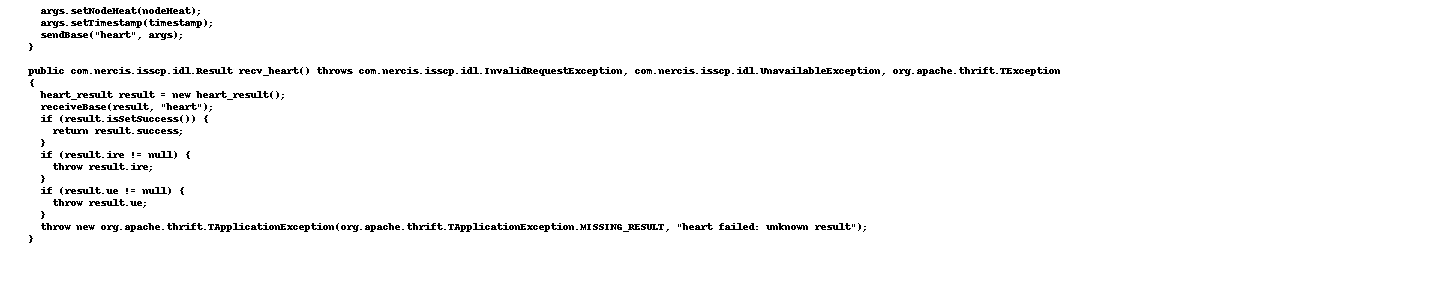 args.setNodeHeat(nodeHeat);
args.setTimestamp(timestamp);
sendBase("heart", args);
}
public com.nercis.isscp.idl.Result recv_heart() throws com.nercis.isscp.idl.InvalidRequestException, com.nercis.isscp.idl.UnavailableException, org.apache.thrift.TException
{
heart_result result = new heart_result();
receiveBase(result, "heart");
if (result.isSetSuccess()) {
return result.success;
}
if (result.ire != null) {
throw result.ire;
}
if (result.ue != null) {
throw result.ue;
}
throw new org.apache.thrift.TApplicationException(org.apache.thrift.TApplicationException.MISSING_RESULT, "heart failed: unknown result");
}